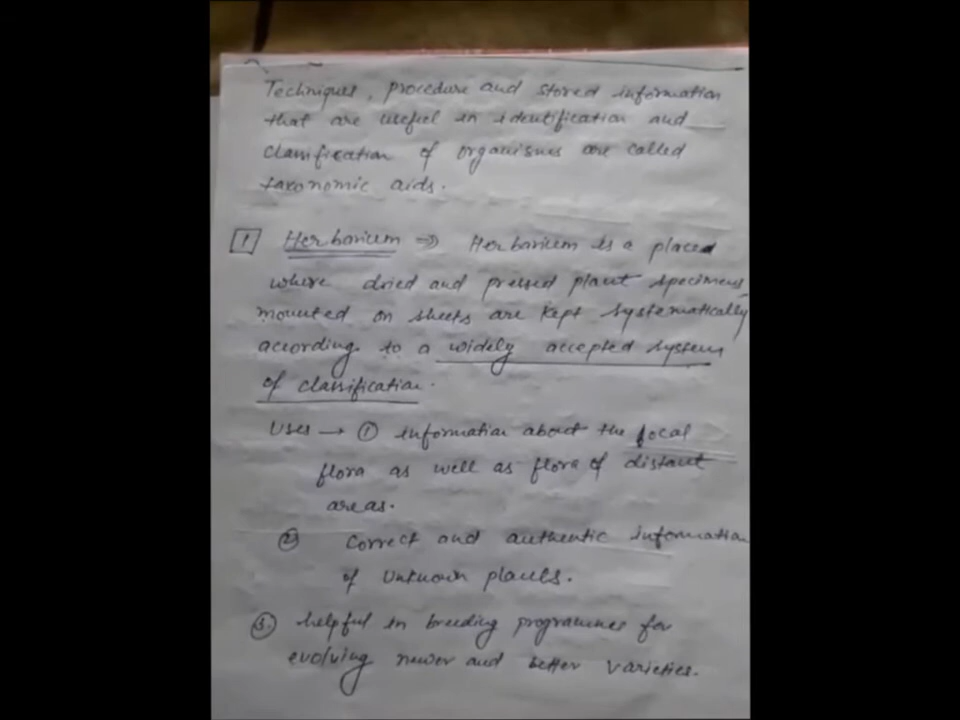 Techniques, procedure and stored information
that are useful in identification and
classification of organisms are called
taxonomic aids.
1 Herbarium ⇒ Herbarium is a place
where dried and pressed plant specimens
mounted on sheets are kept systematically
according to a widely accepted system
of classification.
Uses → ① information about the local
flora as well as flora of distant
areas.
② correct and authentic information
of unknown plants.
③. helpful in breeding programmes for
evolving newer and better varieties.